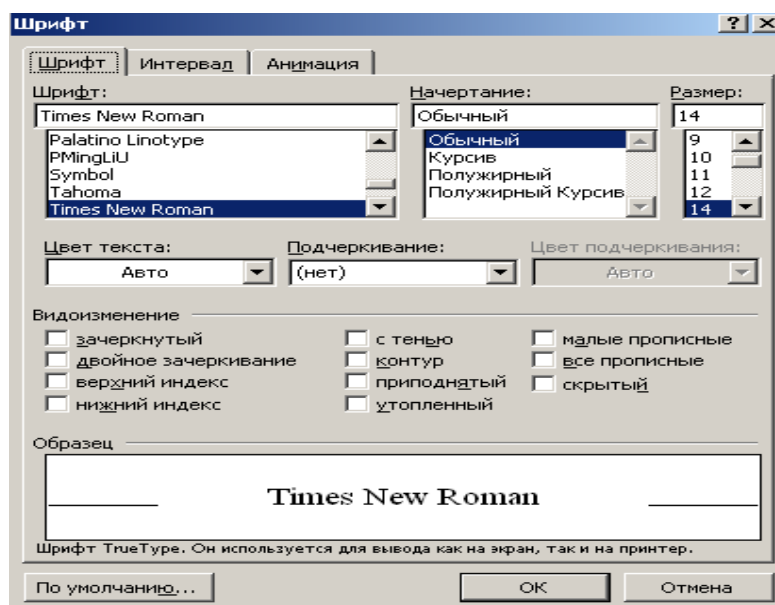 Шрифт
Шрифт Интервал Анимация
Шрифт: Начертание: Размер:
Times New Roman Обычный 14
Palatino Linotype Обычный 9
PMingLiU Курсив 10
Symbol Полужирный 11
Tahoma Полужирный Курсив 12
Times New Roman 14
Цвет текста: Подчеркивание: Цвет подчеркивания:
Авто (нет) Авто
Видоизменение
зачеркнутый с тенью малые прописные
двойное зачеркивание контур все прописные
верхний индекс приподнятый скрытый
нижний индекс утопленный
Образец
Times New Roman
Шрифт TrueType. Он используется для вывода как на экран, так и на принтер.
По умолчанию... ОК Отмена